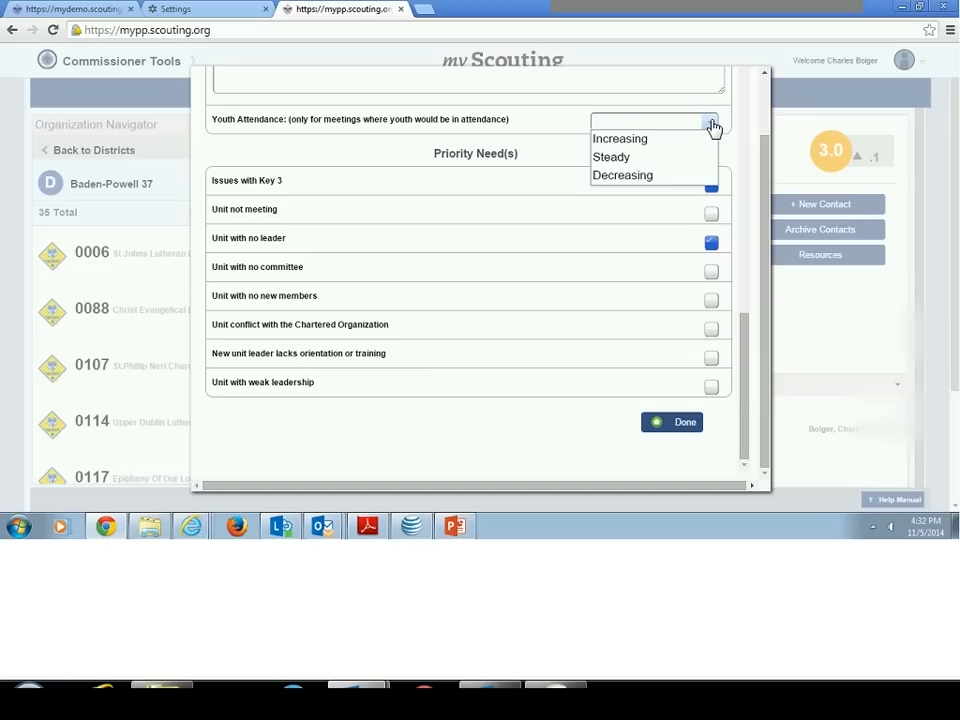 https://mydemo.scouting
Settings
https://mypp.scouting.or
https://mypp.scouting.org
Commissioner Tools
my Scouting
Welcome Charles Bolger
Organization Navigator
Back to Districts
D Baden-Powell 37
35 Total
0006 St Johns Lutheran
0088 Christ Evangelical
0107 St.Phillip Neri Chur
0114 Upper Dublin Luthe
0117 Epiphany Of Our Lo
Youth Attendance: (only for meetings where youth would be in attendance)
Increasing
Steady
Decreasing
Priority Need(s)
Issues with Key 3
Unit not meeting
Unit with no leader
Unit with no committee
Unit with no new members
Unit conflict with the Chartered Organization
New unit leader lacks orientation or training
Unit with weak leadership
Done
3.0
.1
+ New Contact
Archive Contacts
Resources
Bolger, Char
Help Manual
4:32 PM
11/5/2014